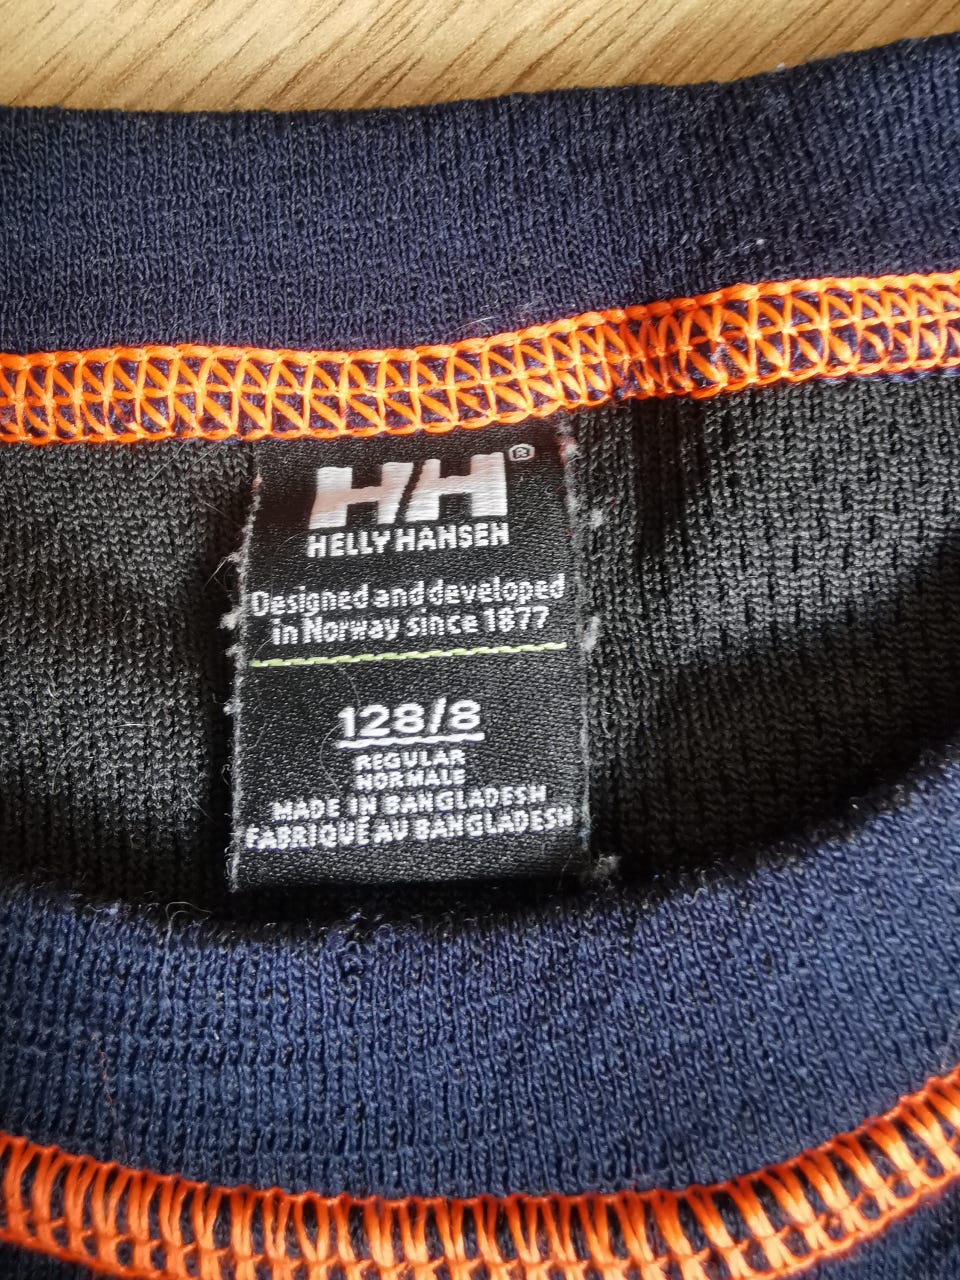 HH®
HELLY HANSEN
Designed and developed
in Norway since 1877
128/8
REGULAR
NORMALE
MADE IN BANGLADESH
FABRIQUÉ AU BANGLADESH